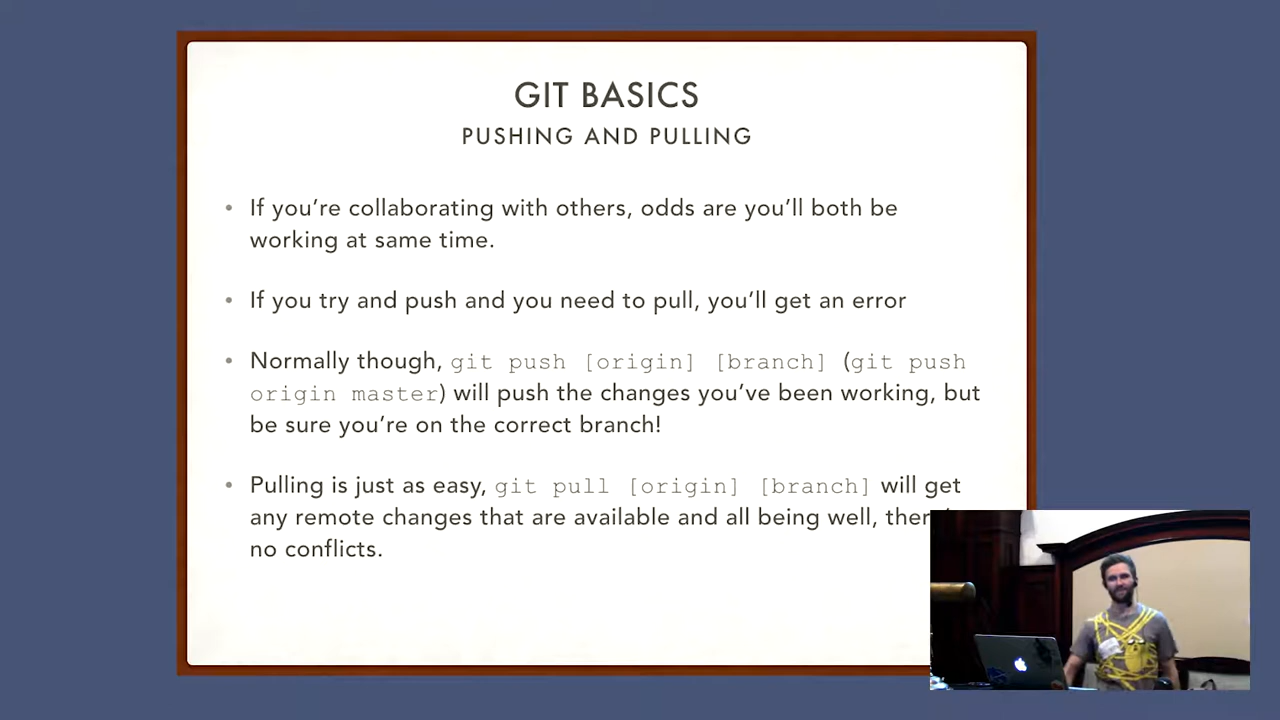 GIT BASICS
PUSHING AND PULLING
• If you’re collaborating with others, odds are you’ll both be
working at same time.
• If you try and push and you need to pull, you’ll get an error
• Normally though, git push [origin] [branch] (git push
origin master) will push the changes you’ve been working, but
be sure you’re on the correct branch!
• Pulling is just as easy, git pull [origin] [branch] will get
any remote changes that are available and all being well,
no conflicts.